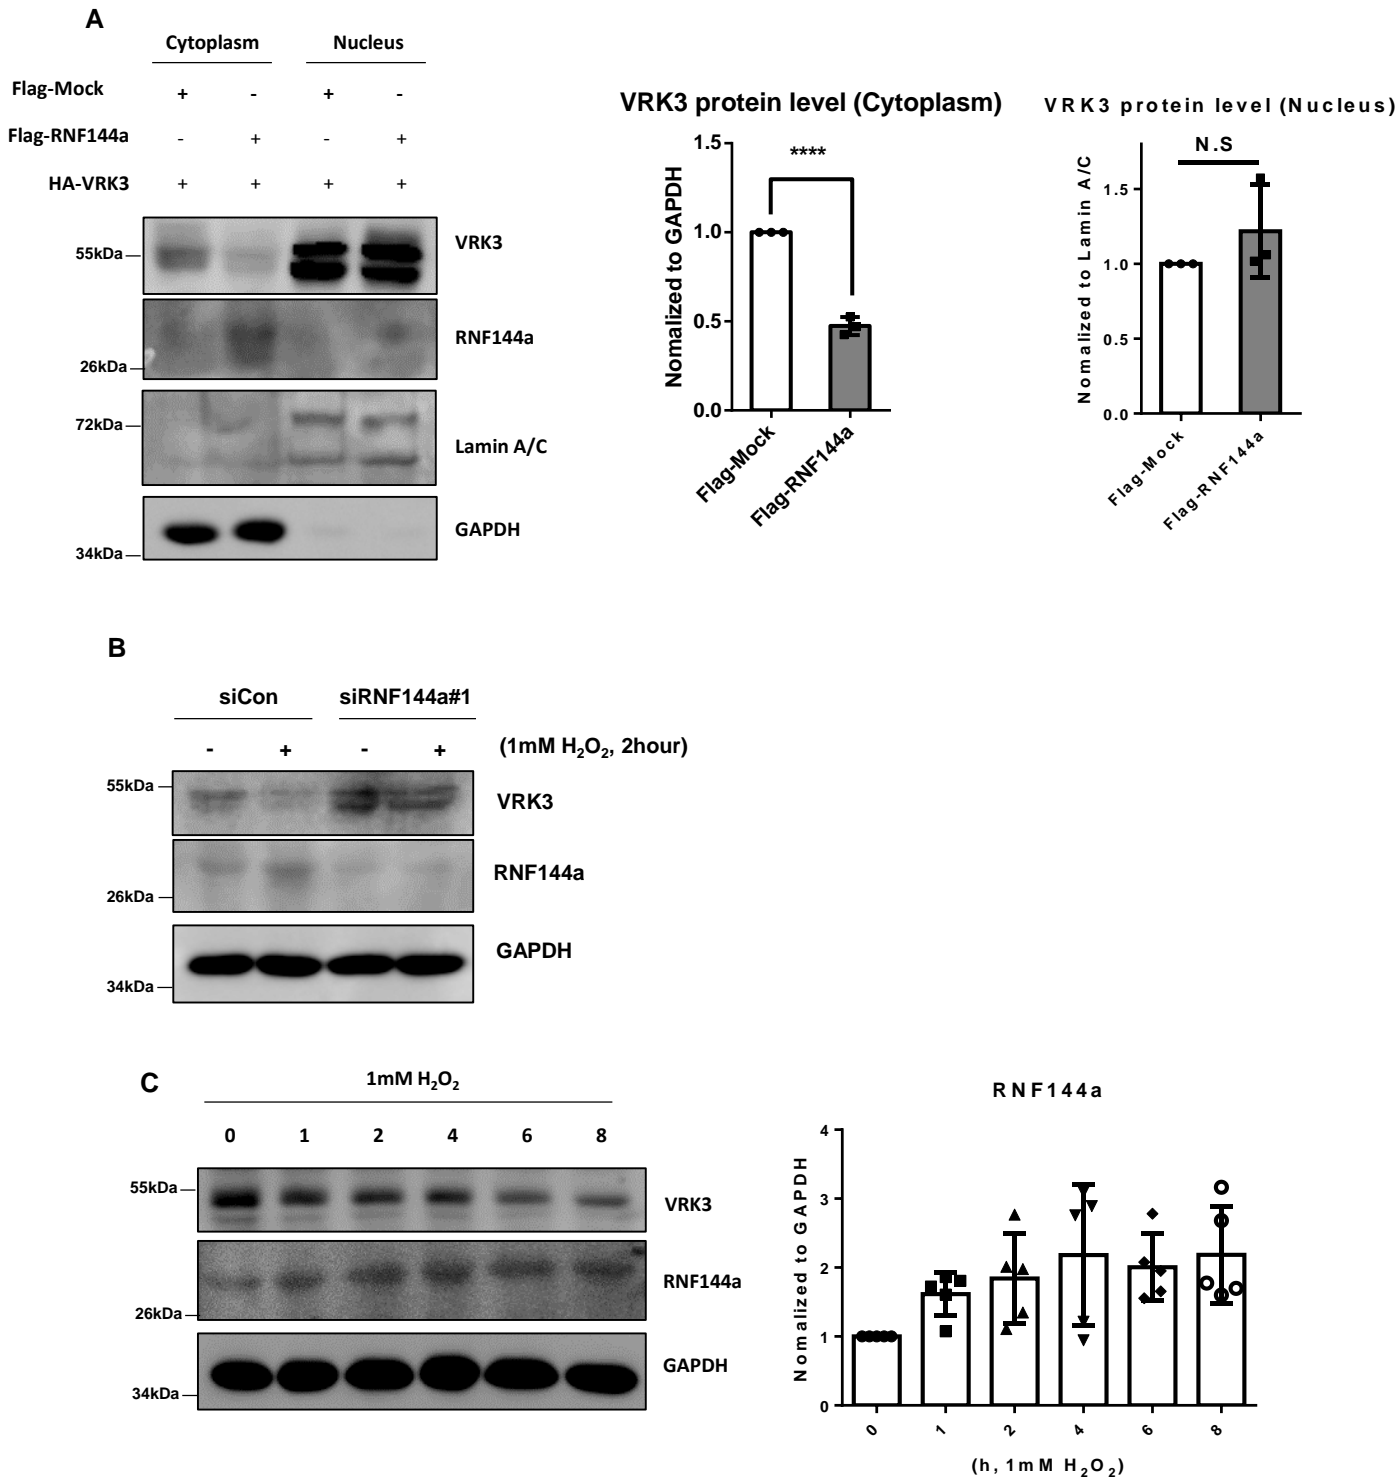 A
Cytoplasm Nucleus
Flag-Mock + - + -
Flag-RNF144a - + - +
HA-VRK3 + + + +
55kDa VRK3
26kDa RNF144a
72kDa Lamin A/C
34kDa GAPDH
VRK3 protein level (Cytoplasm)
Nomalized to GAPDH
1.5
1.0
0.5
0.0
****
Flag-Mock
Flag-RNF144a
VRK3 protein level (Nucleus)
Nomalized to Lamin A/C
N.S
1.5
1.0
0.5
0.0
Flag-Mock
Flag-RNF144a
B
siCon siRNF144a#1
- + - + (1mM H₂O₂, 2hour)
55kDa VRK3
26kDa RNF144a
34kDa GAPDH
C
1mM H₂O₂
0 1 2 4 6 8
55kDa VRK3
26kDa RNF144a
34kDa GAPDH
RNF144a
Nomalized to GAPDH
4
3
2
1
0
0 1 2 4 6 8
(h, 1mM H₂O₂)